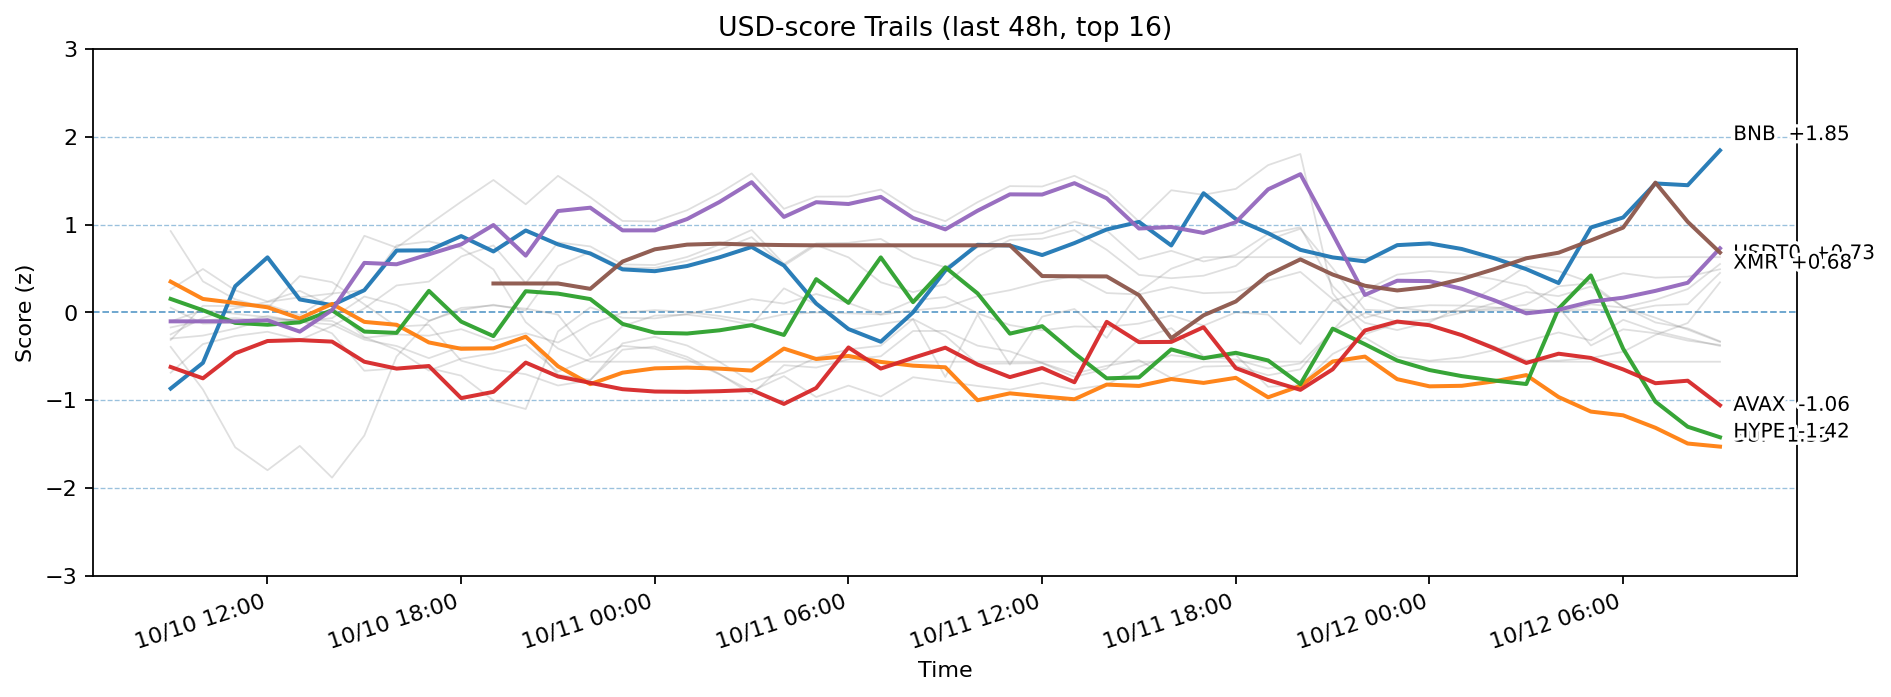 USD-score Trails (last 48h, top 16)
Score (z)
3
2
1
0
−1
−2
−3
BNB +1.85
USDT0 +0.73
XMR +0.68
AVAX -1.06
HYPE -1.42
10/10 12:00
10/10 18:00
10/11 00:00
10/11 06:00
10/11 12:00
10/11 18:00
10/12 00:00
10/12 06:00
Time